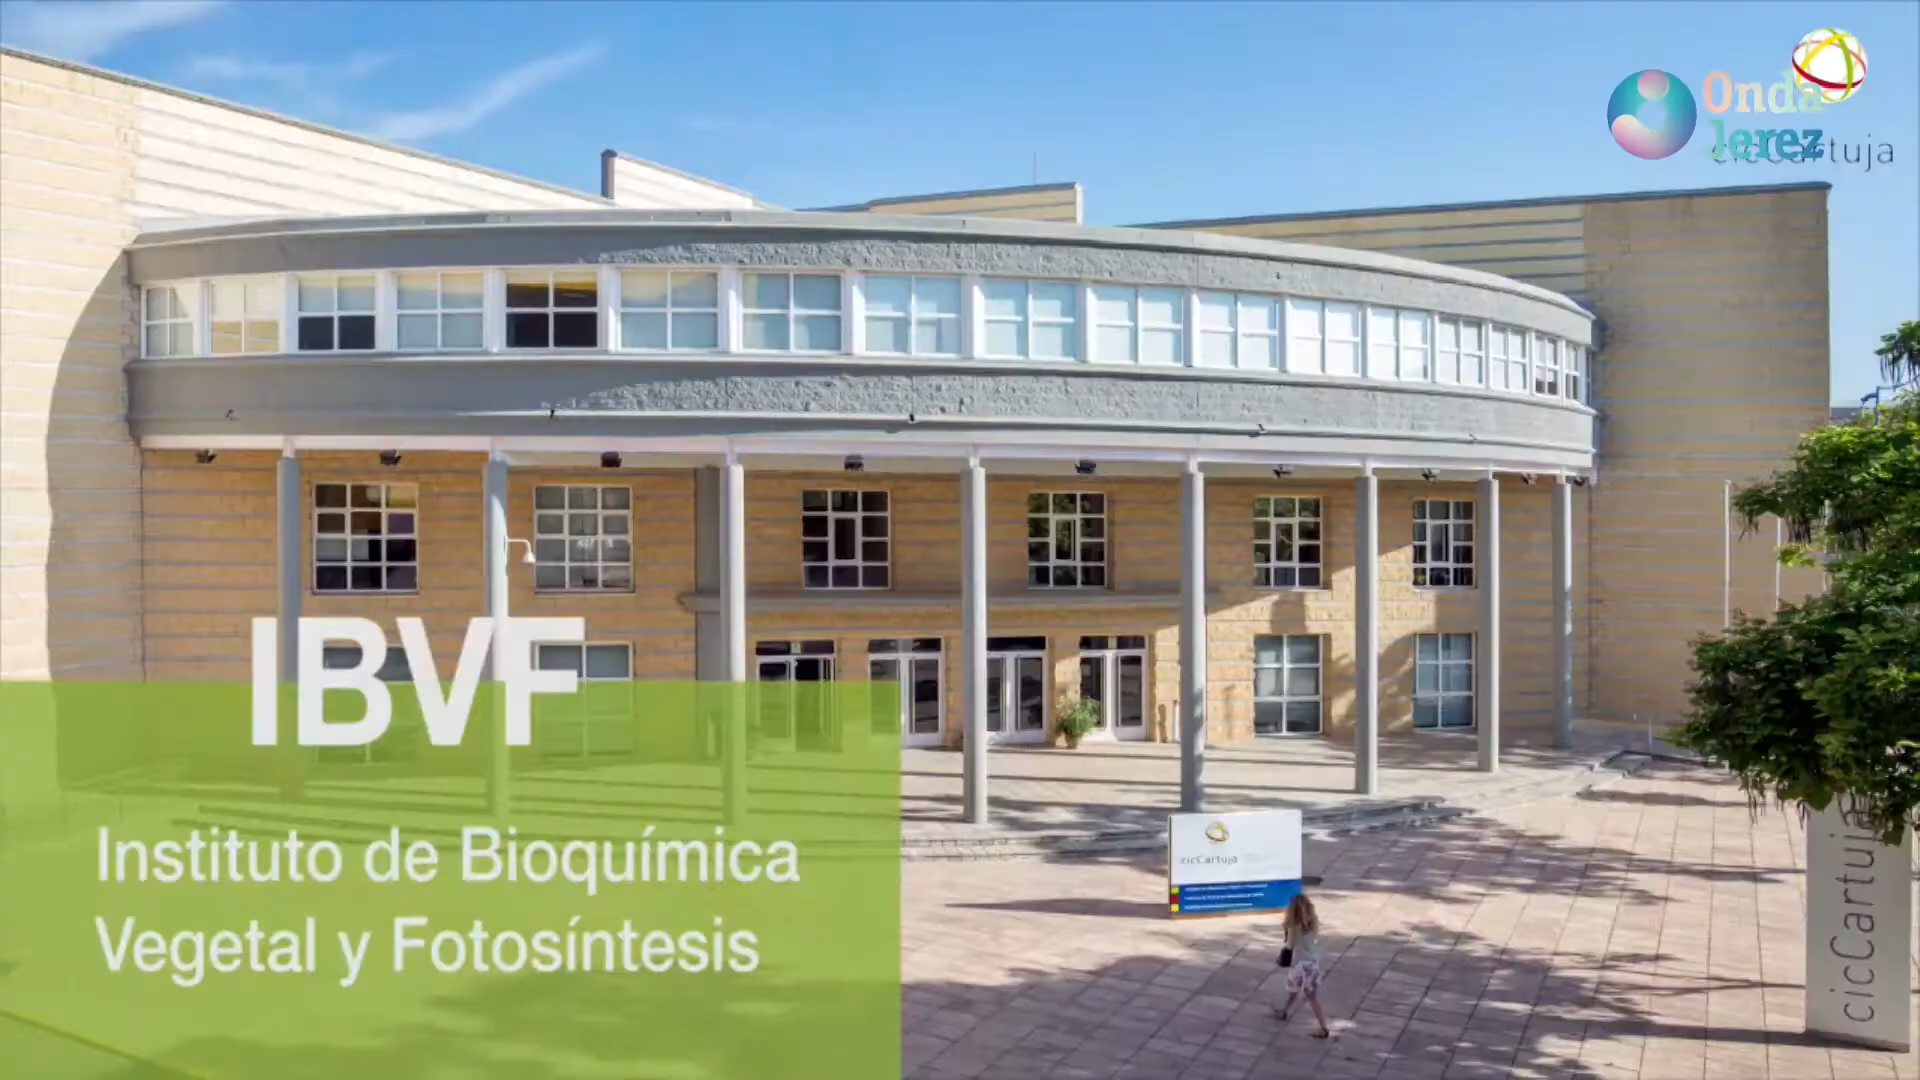 Onda
Jerez
cicCartuja
IBVF
Instituto de Bioquímica
Vegetal y Fotosíntesis
cicCartuja
cicCartuja